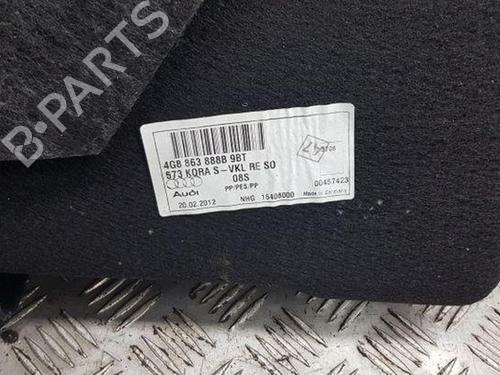 B-PARTS
4G8 863 888B 9BT
573 KORA S-VKL RE SO
08S
PP/PES/PP
Audi
20.02.2012
NHG 15408000
00457423
Made in Germany